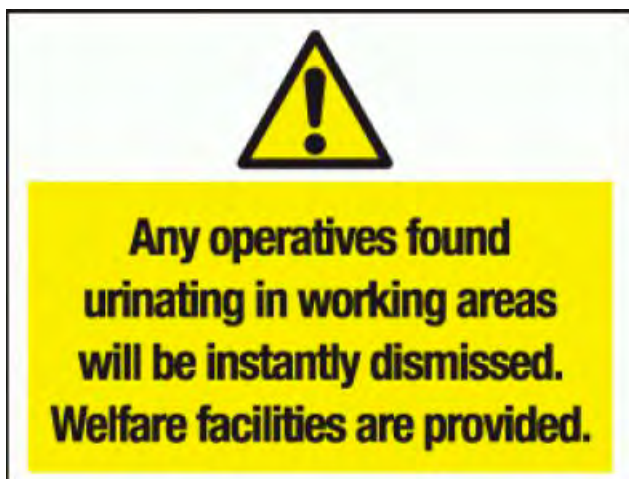 Any operatives found
urinating in working areas
will be instantly dismissed.
Welfare facilities are provided.